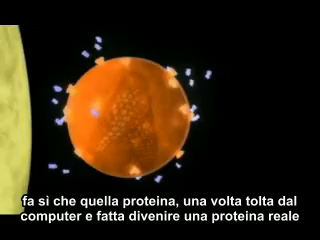 fa sì che quella proteina, una volta tolta dal
computer e fatta divenire una proteina reale